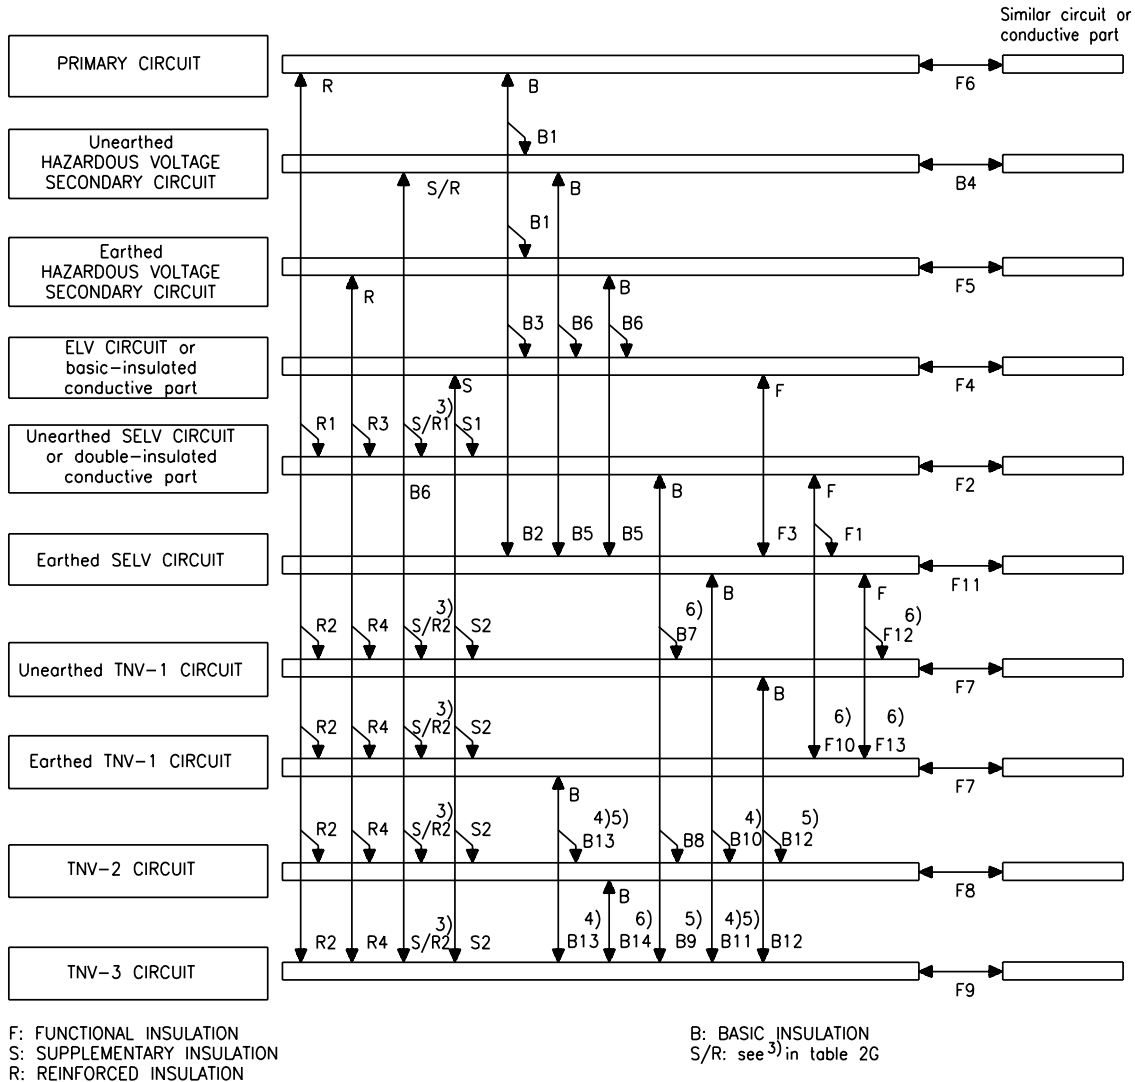 Similar circuit or
conductive part
PRIMARY CIRCUIT
R
B
F6
B1
Unearthed
HAZARDOUS VOLTAGE
SECONDARY CIRCUIT
S/R
B
B4
B1
Earthed
HAZARDOUS VOLTAGE
SECONDARY CIRCUIT
R
B
F5
B3
B6
B6
ELV CIRCUIT or
basic-insulated
conductive part
S
F
F4
R1
R3
S/R1
3)
S1
Unearthed SELV CIRCUIT
or double-insulated
conductive part
B6
B
F
F2
B2
B5
B5
F3
F1
Earthed SELV CIRCUIT
B
F
F11
R2
R4
S/R2
3)
S2
6)
B7
6)
F12
Unearthed TNV-1 CIRCUIT
B
F7
R2
R4
S/R2
3)
S2
6)
F10
6)
F13
Earthed TNV-1 CIRCUIT
B
F7
R2
R4
S/R2
3)
S2
4)5)
B13
B8
4)
B10
5)
B12
TNV-2 CIRCUIT
B
F8
R2
R4
S/R2
3)
S2
4)
B13
6)
B14
5)
B9
4)5)
B11
B12
TNV-3 CIRCUIT
F9
F: FUNCTIONAL INSULATION
S: SUPPLEMENTARY INSULATION
R: REINFORCED INSULATION
B: BASIC INSULATION
S/R: see 3) in table 2G